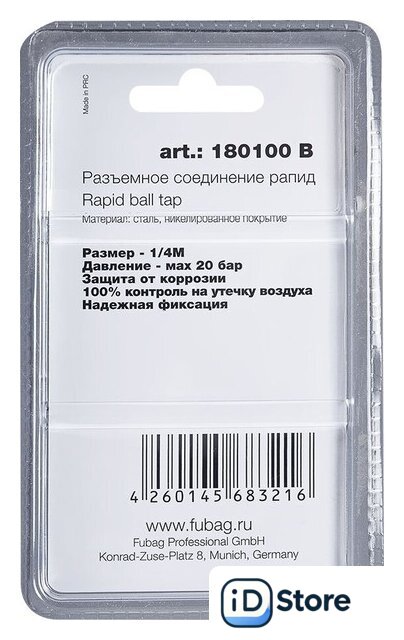 Made in PRC
art.: 180100 B
Разъемное соединение рапид
Rapid ball tap
Материал: сталь, никелированное покрытие
Размер - 1/4M
Давление - мах 20 бар
Защита от коррозии
100% контроль на утечку воздуха
Надежная фиксация
4 260145 683216
www.fubag.ru
Fubag Professional GmbH
Konrad-Zuse-Platz 8, Munich, Germany
iD Store